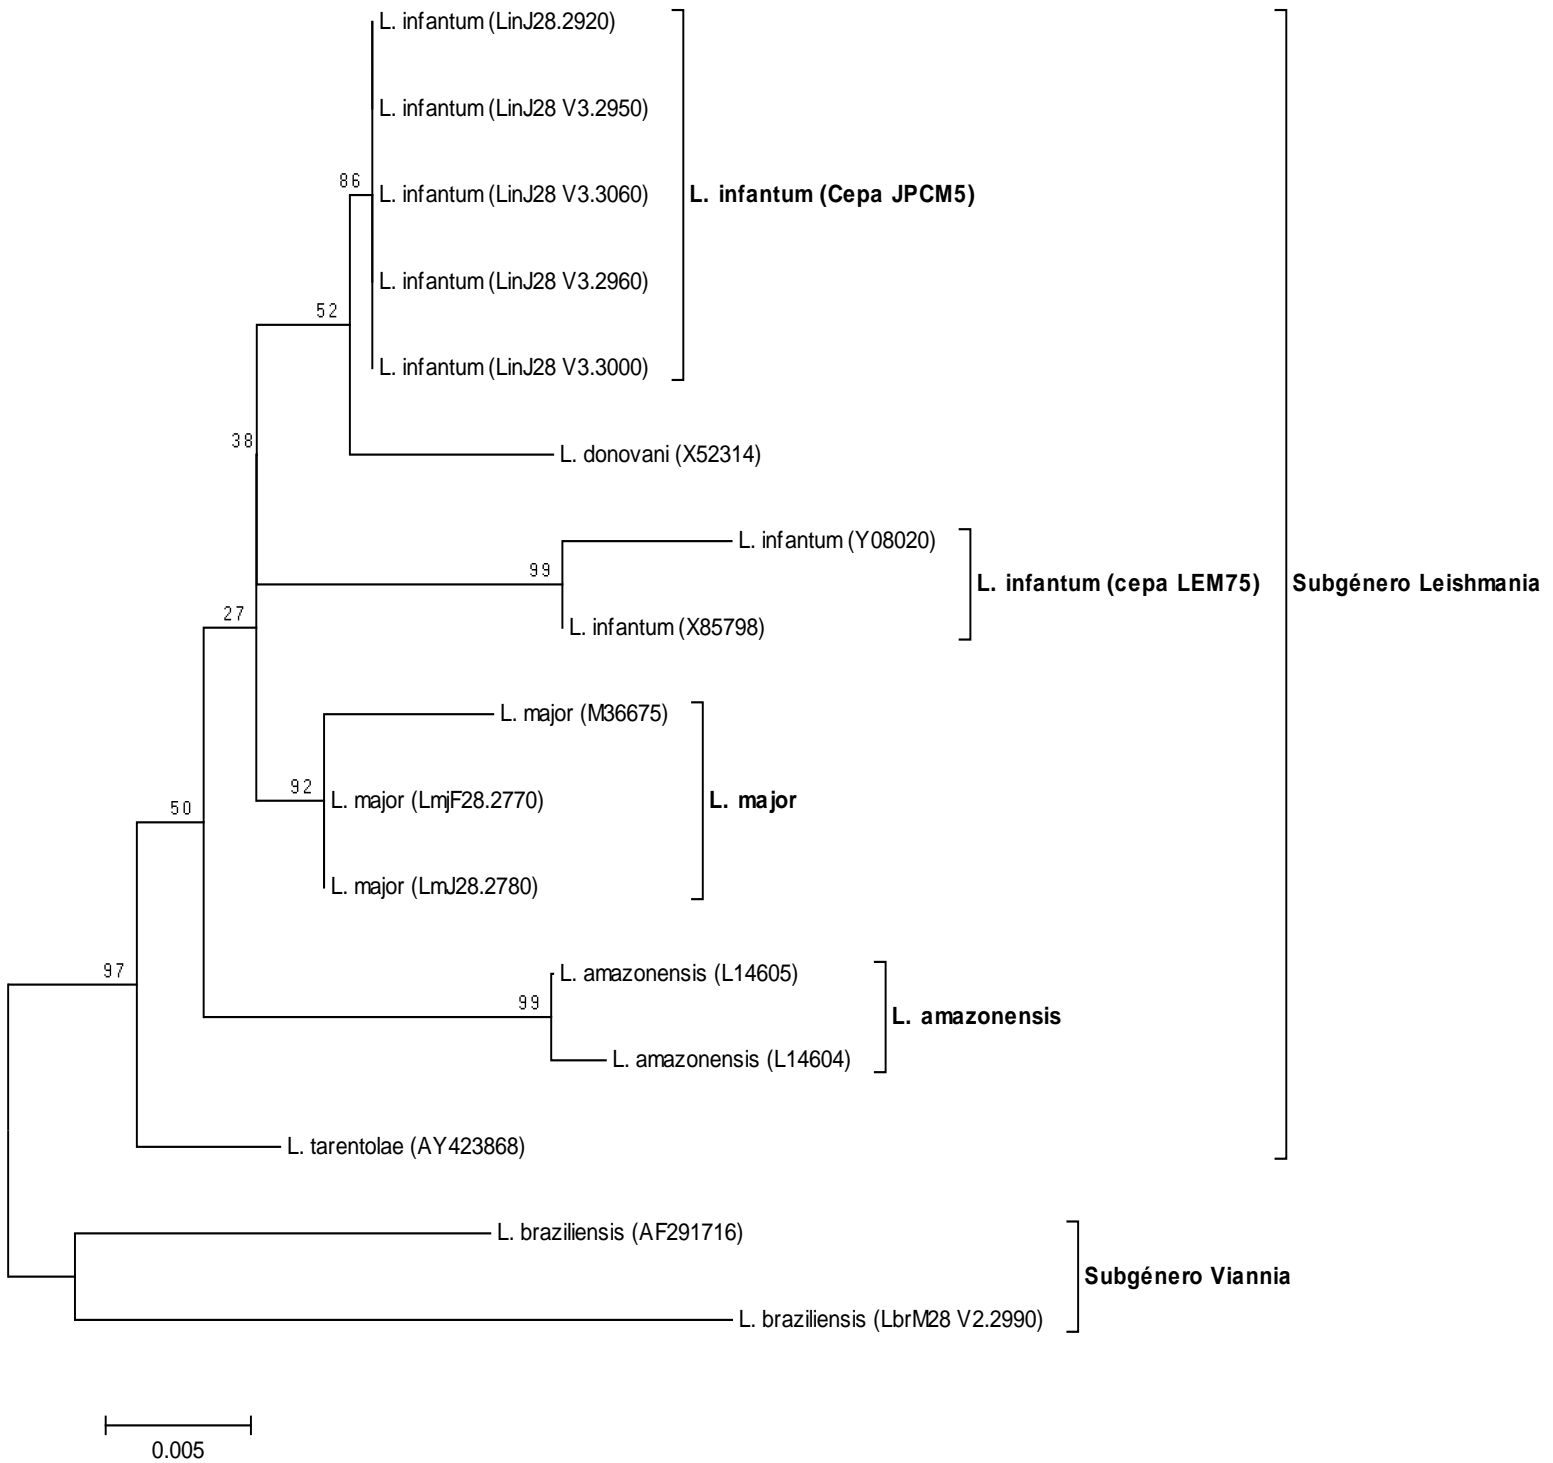 L. infantum (LinJ28.2920)
L. infantum (LinJ28 V3.2950)
86
L. infantum (LinJ28 V3.3060)
L. infantum (Cepa JPCM5)
L. infantum (LinJ28 V3.2960)
52
L. infantum (LinJ28 V3.3000)
38
L. donovani (X52314)
L. infantum (Y08020)
99
L. infantum (cepa LEM75)
Subgénero Leishmania
27
L. infantum (X85798)
L. major (M36675)
92
L. major (LmjF28.2770)
L. major
50
L. major (LmJ28.2780)
97
L. amazonensis (L14605)
99
L. amazonensis
L. amazonensis (L14604)
L. tarentolae (AY423868)
L. braziliensis (AF291716)
Subgénero Viannia
L. braziliensis (LbrM28 V2.2990)
0.005